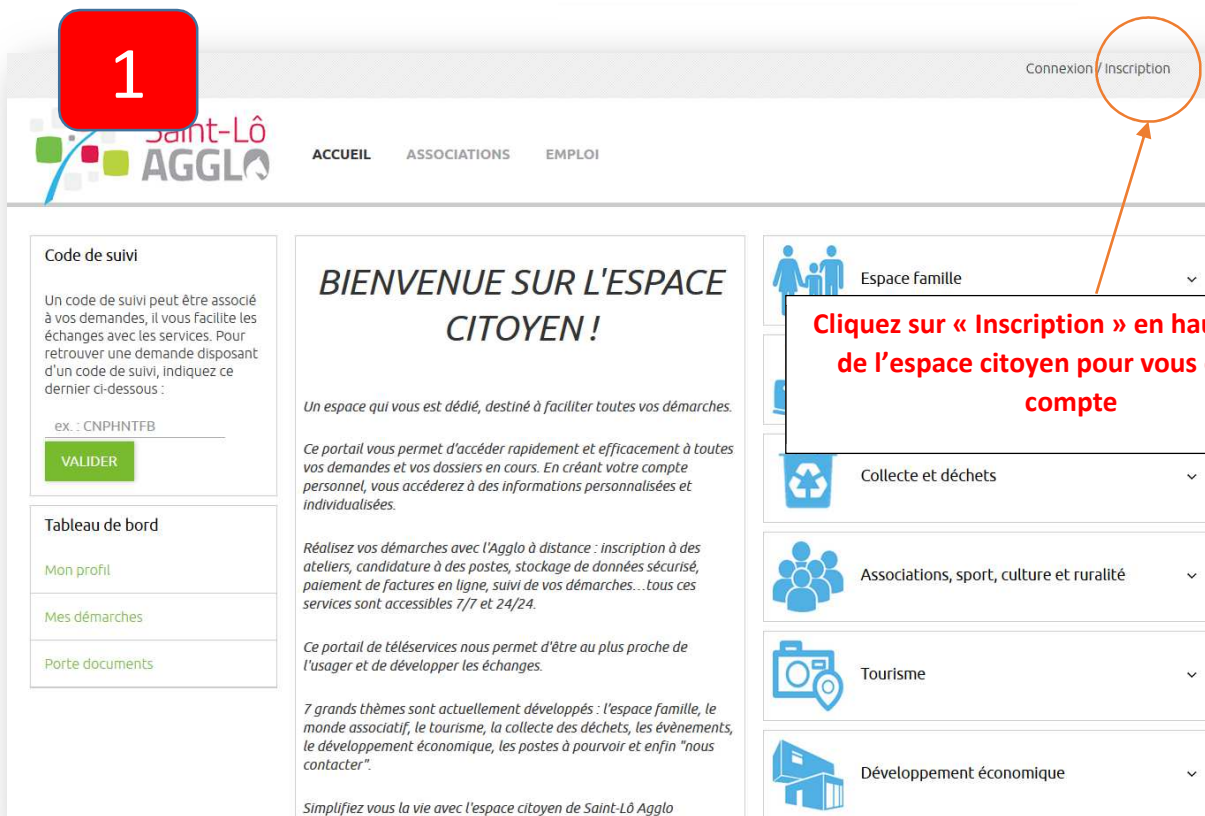 1
Connexion / Inscription
Saint-Lô
AGGLO
ACCUEIL ASSOCIATIONS EMPLOI
Code de suivi
Un code de suivi peut être associé
à vos demandes, il vous facilite les
échanges avec les services. Pour
retrouver une demande disposant
d'un code de suivi, indiquez ce
dernier ci-dessous :
ex. : CNPHNTFB
VALIDER
Tableau de bord
Mon profil
Mes démarches
Porte documents
BIENVENUE SUR L'ESPACE
CITOYEN !
Un espace qui vous est dédié, destiné à faciliter toutes vos démarches.
Ce portail vous permet d'accéder rapidement et efficacement à toutes
vos demandes et vos dossiers en cours. En créant votre compte
personnel, vous accéderez à des informations personnalisées et
individualisées.
Réalisez vos démarches avec l'Agglo à distance : inscription à des
ateliers, candidature à des postes, stockage de données sécurisé,
paiement de factures en ligne, suivi de vos démarches...tous ces
services sont accessibles 7/7 et 24/24.
Ce portail de téléservices nous permet d'être au plus proche de
l'usager et de développer les échanges.
7 grands thèmes sont actuellement développés : l'espace famille, le
monde associatif, le tourisme, la collecte des déchets, les évènements,
le développement économique, les postes à pourvoir et enfin "nous
contacter".
Simplifiez vous la vie avec l'espace citoyen de Saint-Lô Agglo
Espace famille
Cliquez sur « Inscription » en
de l'espace citoyen pour vous
compte
Collecte et déchets
Associations, sport, culture et ruralité
Tourisme
Développement économique